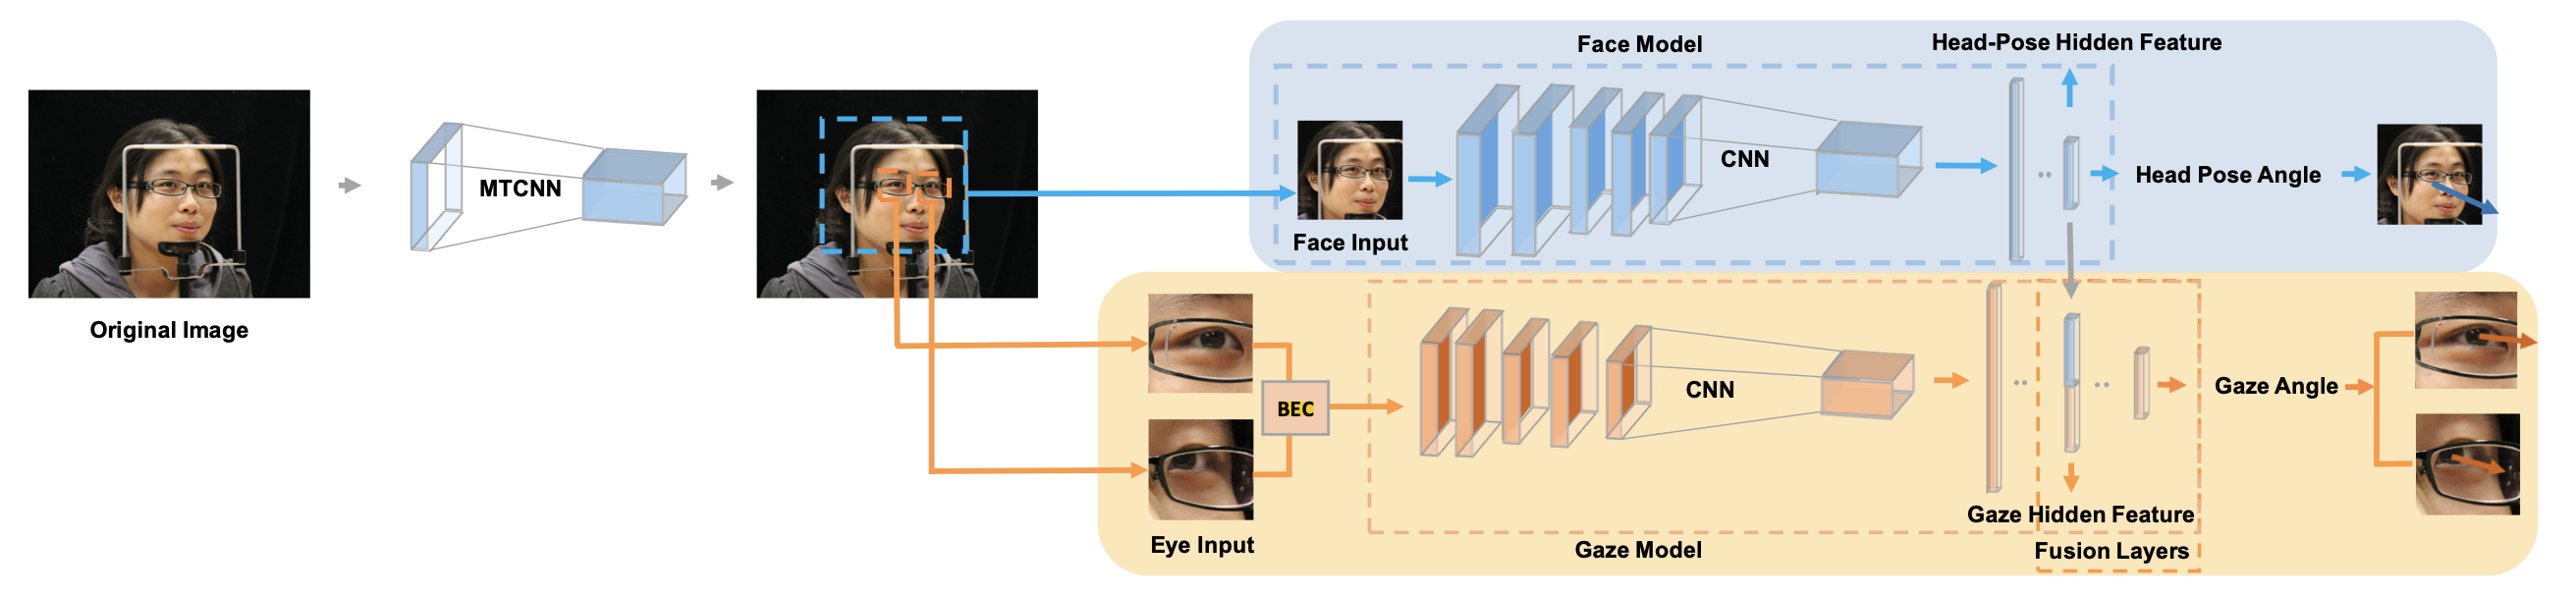 Original Image
MTCNN
Face Model
Head-Pose Hidden Feature
Face Input
CNN
Head Pose Angle
Eye Input
BEC
CNN
Gaze Angle
Gaze Hidden Feature
Gaze Model
Fusion Layers